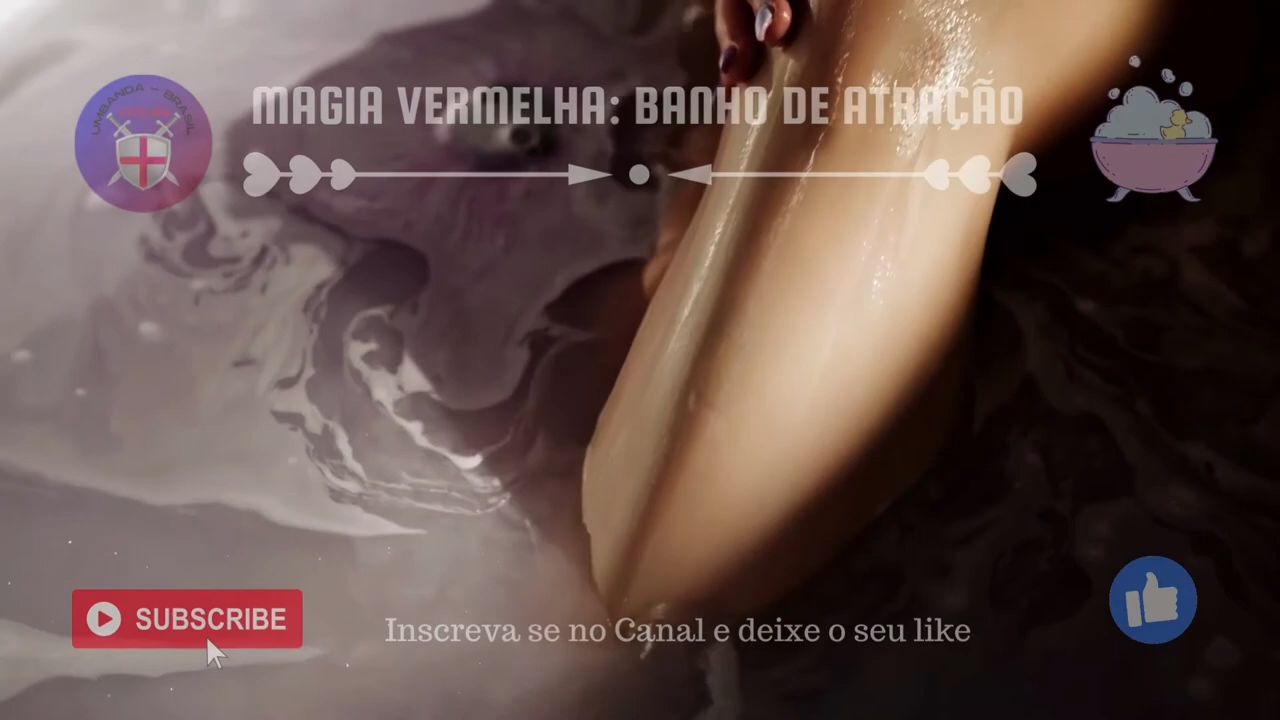 UMBANDA - BRASIL
MAGIA VERMELHA: BANHO DE ATRAÇÃO
SUBSCRIBE
Inscreva se no Canal e deixe o seu like